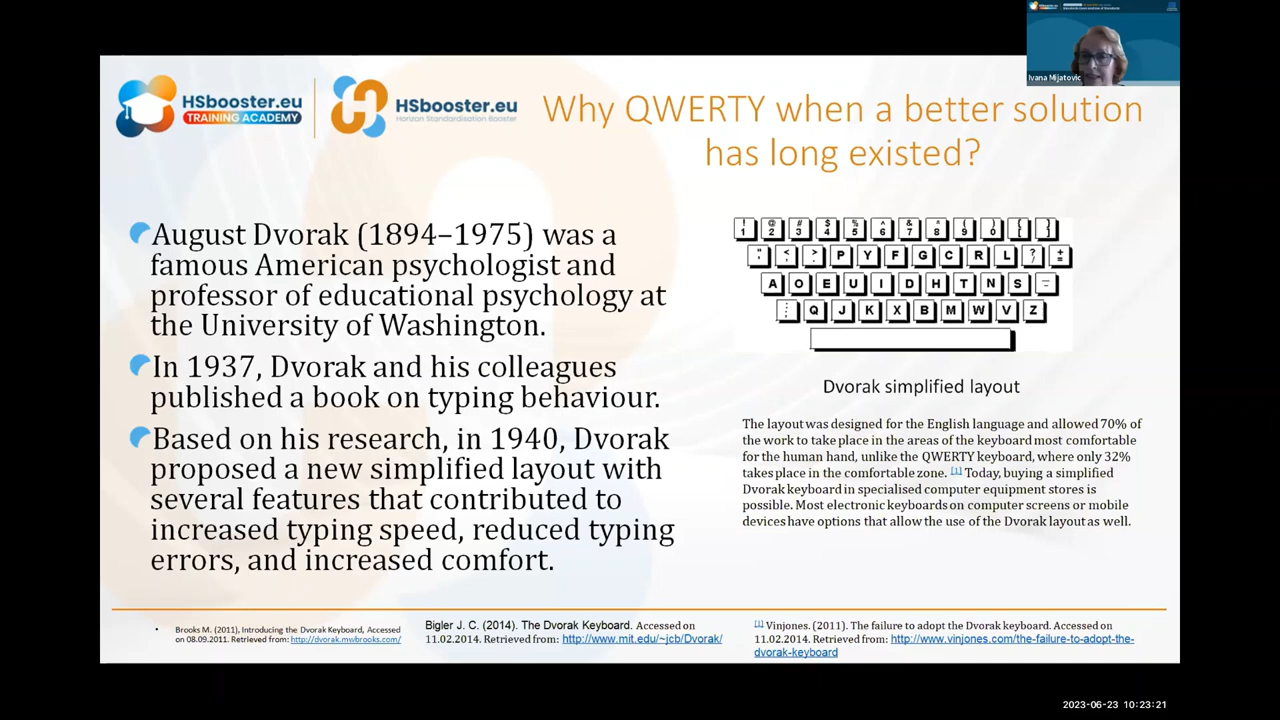 Ivana Mijatovic
HSbooster.eu
TRAINING ACADEMY
HSbooster.eu
Horizon Standardisation Booster
Why QWERTY when a better solution
has long existed?
August Dvorak (1894–1975) was a
famous American psychologist and
professor of educational psychology at
the University of Washington.
In 1937, Dvorak and his colleagues
published a book on typing behaviour.
Based on his research, in 1940, Dvorak
proposed a new simplified layout with
several features that contributed to
increased typing speed, reduced typing
errors, and increased comfort.
! @ # $ % ^ & * ( ) { }
1 2 3 4 5 6 7 8 9 0 [ ]
" < > P Y F G C R L ? +
' , . / =
A O E U I D H T N S –
: Q J K X B M W V Z
Dvorak simplified layout
The layout was designed for the English language and allowed 70% of
the work to take place in the areas of the keyboard most comfortable
for the human hand, unlike the QWERTY keyboard, where only 32%
takes place in the comfortable zone. [1] Today, buying a simplified
Dvorak keyboard in specialised computer equipment stores is
possible. Most electronic keyboards on computer screens or mobile
devices have options that allow the use of the Dvorak layout as well.
• Brooks M. (2011), Introducing the Dvorak Keyboard, Accessed
on 08.09.2011. Retrieved from: http://dvorak.mwbrooks.com/
Bigler J. C. (2014). The Dvorak Keyboard. Accessed on
11.02.2014. Retrieved from: http://www.mit.edu/~jcb/Dvorak/
[1] Vinjones. (2011). The failure to adopt the Dvorak keyboard. Accessed on
11.02.2014. Retrieved from: http://www.vinjones.com/the-failure-to-adopt-the-
dvorak-keyboard
2023-06-23 10:23:21